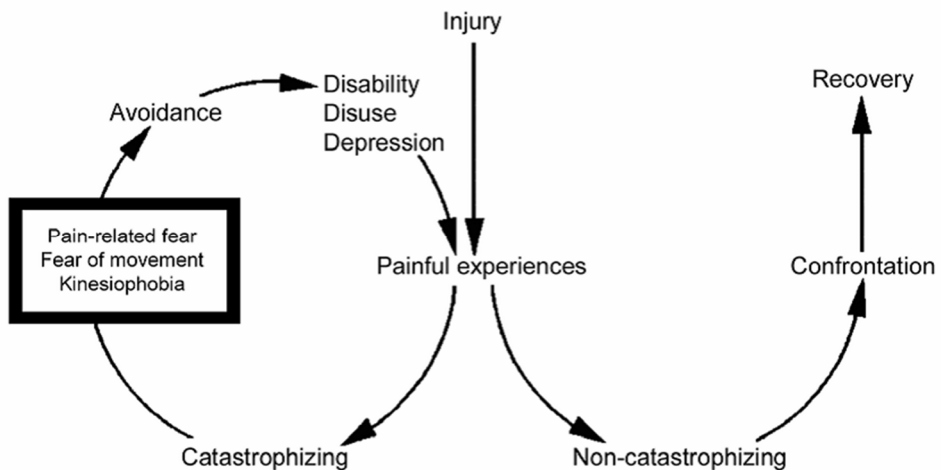 Injury
Recovery
Disability
Disuse
Depression
Avoidance
Pain-related fear
Fear of movement
Kinesiophobia
Painful experiences
Confrontation
Catastrophizing
Non-catastrophizing